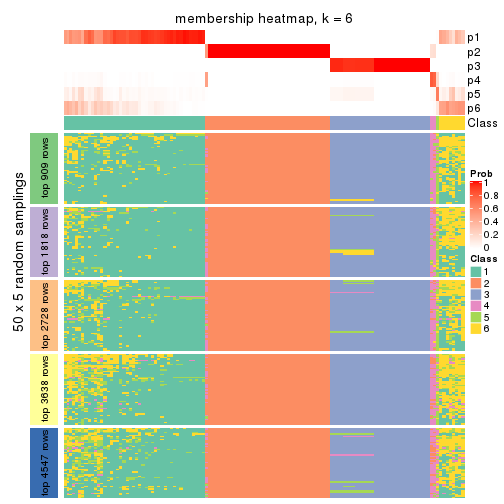 membership heatmap, k = 6
p1
p2
p3
p4
p5
p6
Class
50 x 5 random samplings
top 909 rows
top 1818 rows
top 2728 rows
top 3638 rows
top 4547 rows
Prob
1
0.8
0.6
0.4
0.2
0
Class
1
2
3
4
5
6